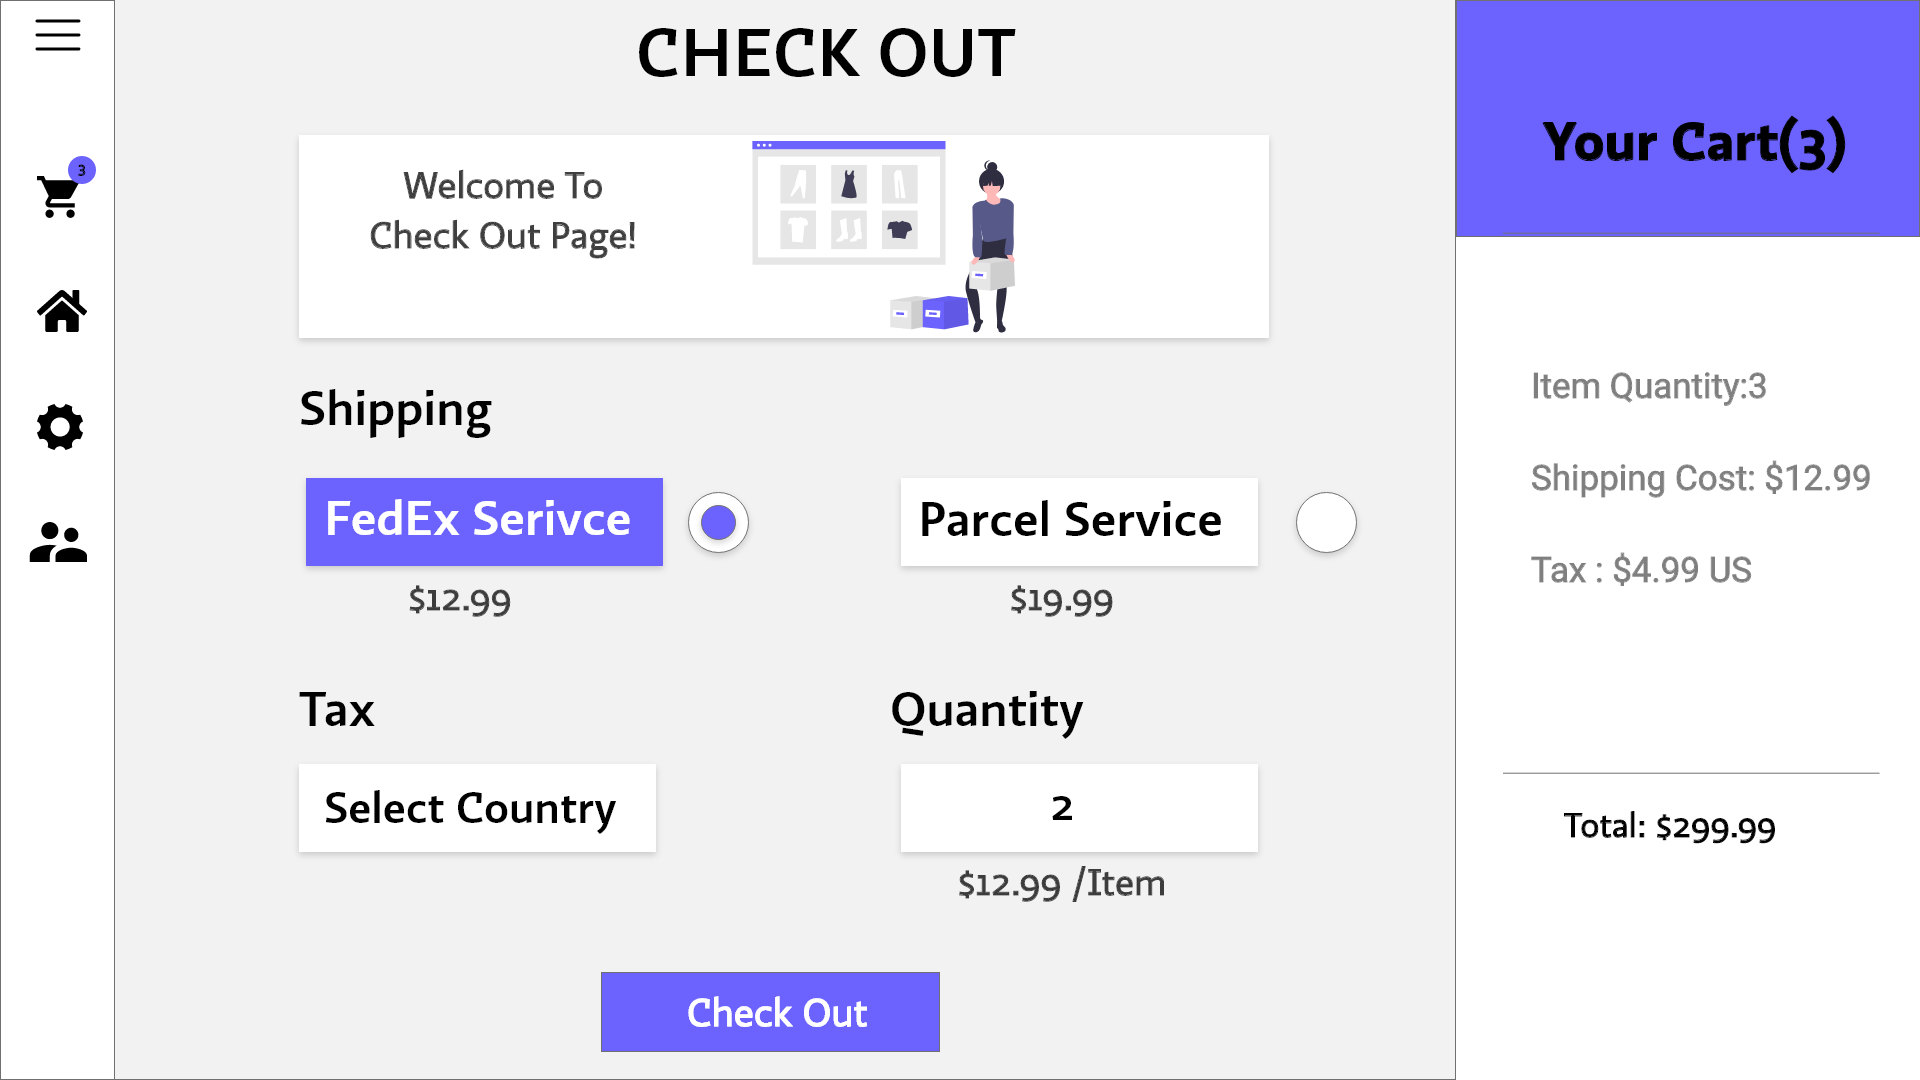 CHECK OUT
3
Welcome To
Check Out Page!
Shipping
FedEx Serivce
Parcel Service
$12.99
$19.99
Tax
Quantity
Select Country
2
$12.99 /Item
Check Out
Your Cart(3)
Item Quantity:3
Shipping Cost: $12.99
Tax : $4.99 US
Total: $299.99